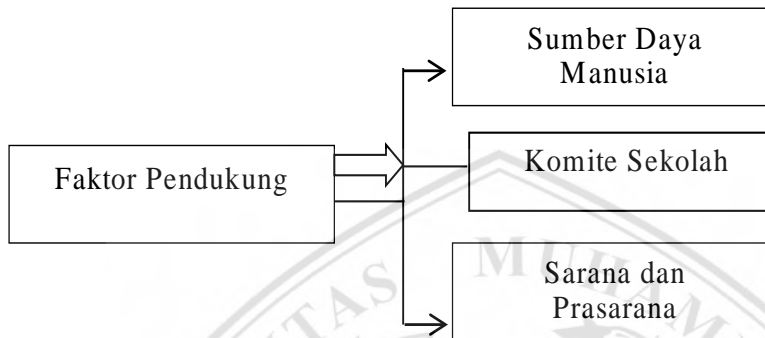 Sumber Daya
Manusia
Faktor Pendukung
Komite Sekolah
Sarana dan
Prasarana